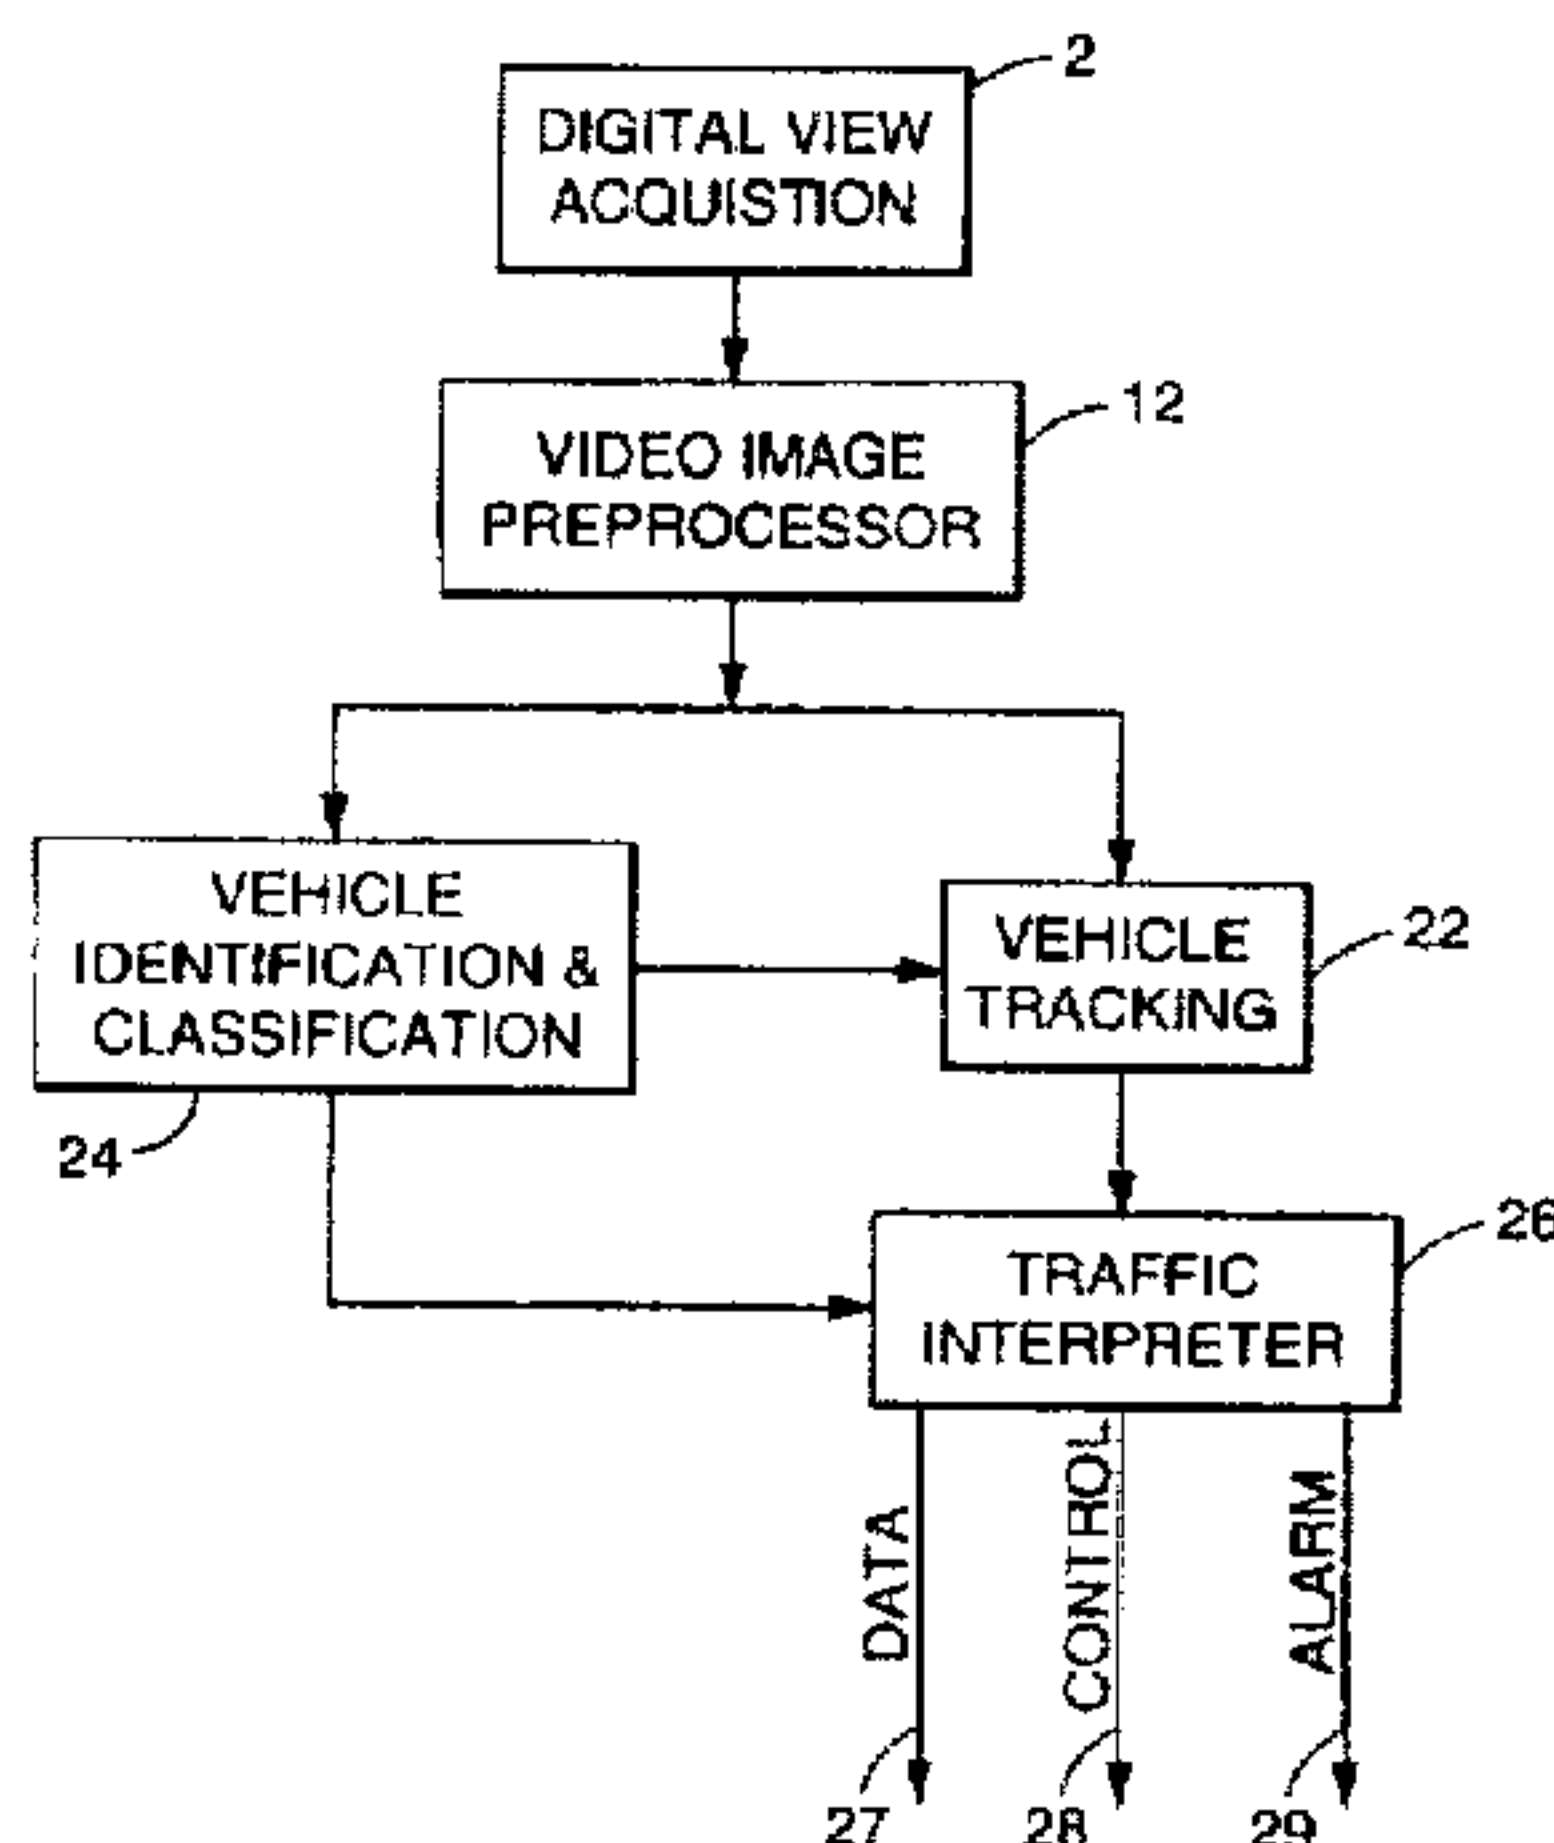 2
DIGITAL VIEW
ACQUISTION
12
VIDEO IMAGE
PREPROCESSOR
VEHICLE
IDENTIFICATION &
CLASSIFICATION
24
VEHICLE
TRACKING
22
26
TRAFFIC
INTERPRETER
DATA
CONTROL
ALARM
27
28
29